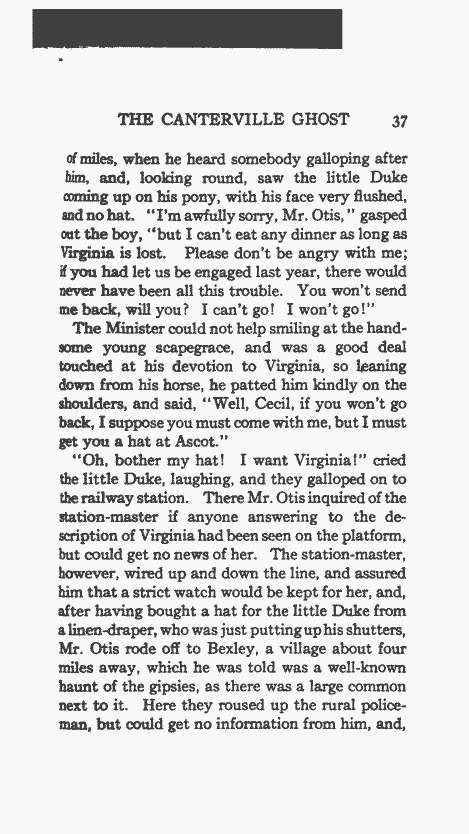 THE CANTERVILLE GHOST 37
of miles, when he heard somebody galloping after
him, and, looking round, saw the little Duke
coming up on his pony, with his face very flushed,
and no hat. "I'm awfully sorry, Mr. Otis," gasped
out the boy, "but I can't eat any dinner as long as
Virginia is lost. Please don't be angry with me;
if you had let us be engaged last year, there would
never have been all this trouble. You won't send
me back, will you? I can't go! I won't go!"
The Minister could not help smiling at the hand-
some young scapegrace, and was a good deal
touched at his devotion to Virginia, so leaning
down from his horse, he patted him kindly on the
shoulders, and said, "Well, Cecil, if you won't go
back, I suppose you must come with me, but I must
get you a hat at Ascot."
"Oh, bother my hat! I want Virginia!" cried
the little Duke, laughing, and they galloped on to
the railway station. There Mr. Otis inquired of the
station-master if anyone answering to the de-
scription of Virginia had been seen on the platform,
but could get no news of her. The station-master,
however, wired up and down the line, and assured
him that a strict watch would be kept for her, and,
after having bought a hat for the little Duke from
a linen-draper, who was just putting up his shutters,
Mr. Otis rode off to Bexley, a village about four
miles away, which he was told was a well-known
haunt of the gipsies, as there was a large common
next to it. Here they roused up the rural police-
man, but could get no information from him, and,